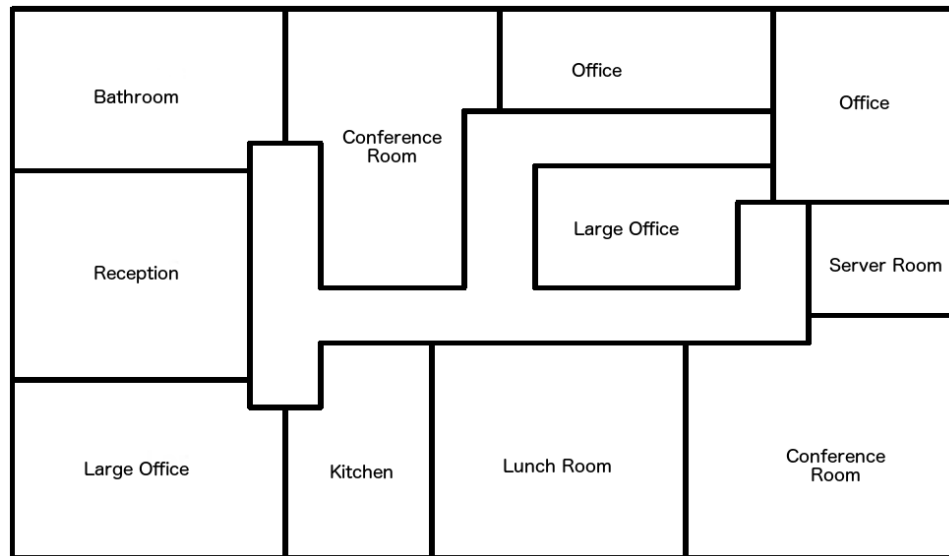 Office
Bathroom
Office
Conference
Room
Large Office
Server Room
Reception
Conference
Room
Lunch Room
Large Office
Kitchen